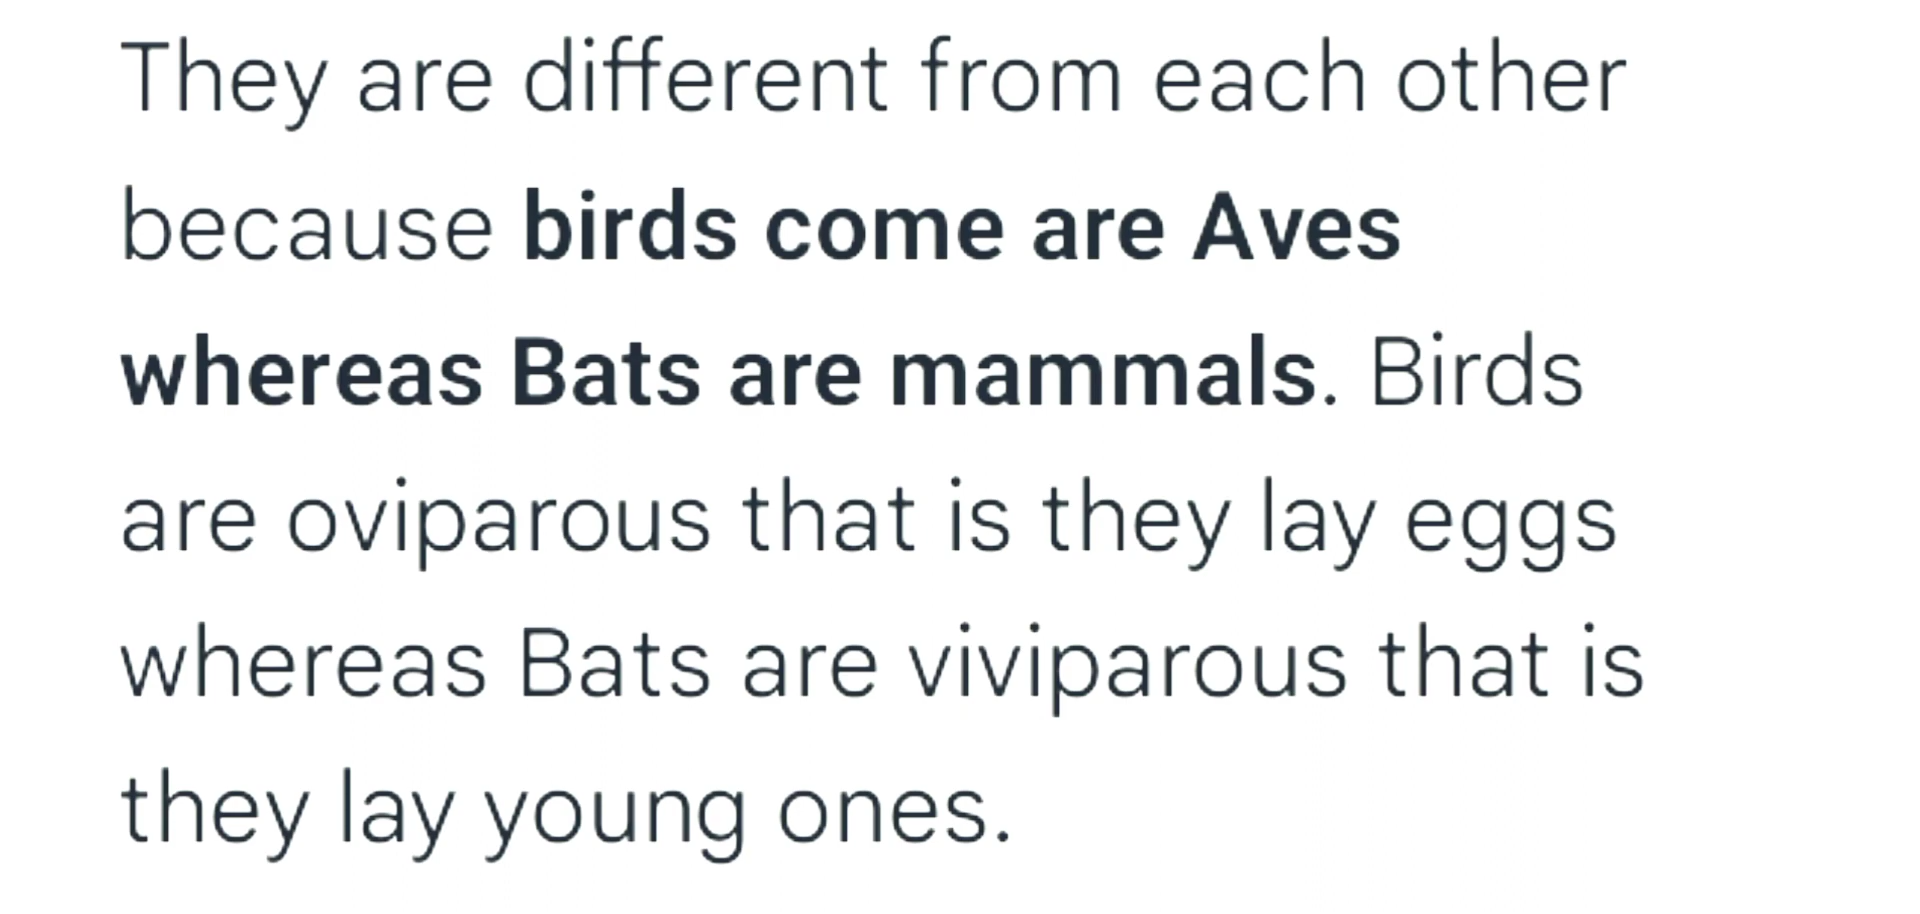 They are different from each other
because birds come are Aves
whereas Bats are mammals. Birds
are oviparous that is they lay eggs
whereas Bats are viviparous that is
they lay young ones.